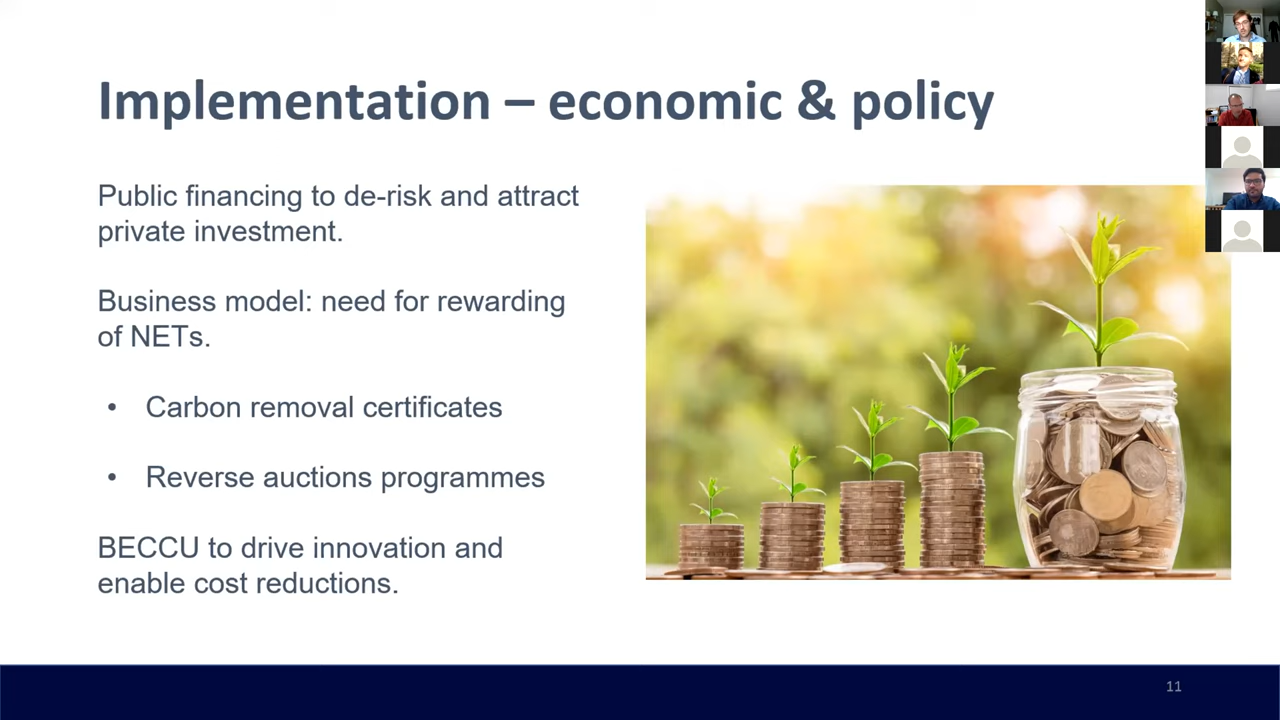 Implementation – economic & policy
Public financing to de-risk and attract
private investment.
Business model: need for rewarding
of NETs.
• Carbon removal certificates
• Reverse auctions programmes
BECCU to drive innovation and
enable cost reductions.
11